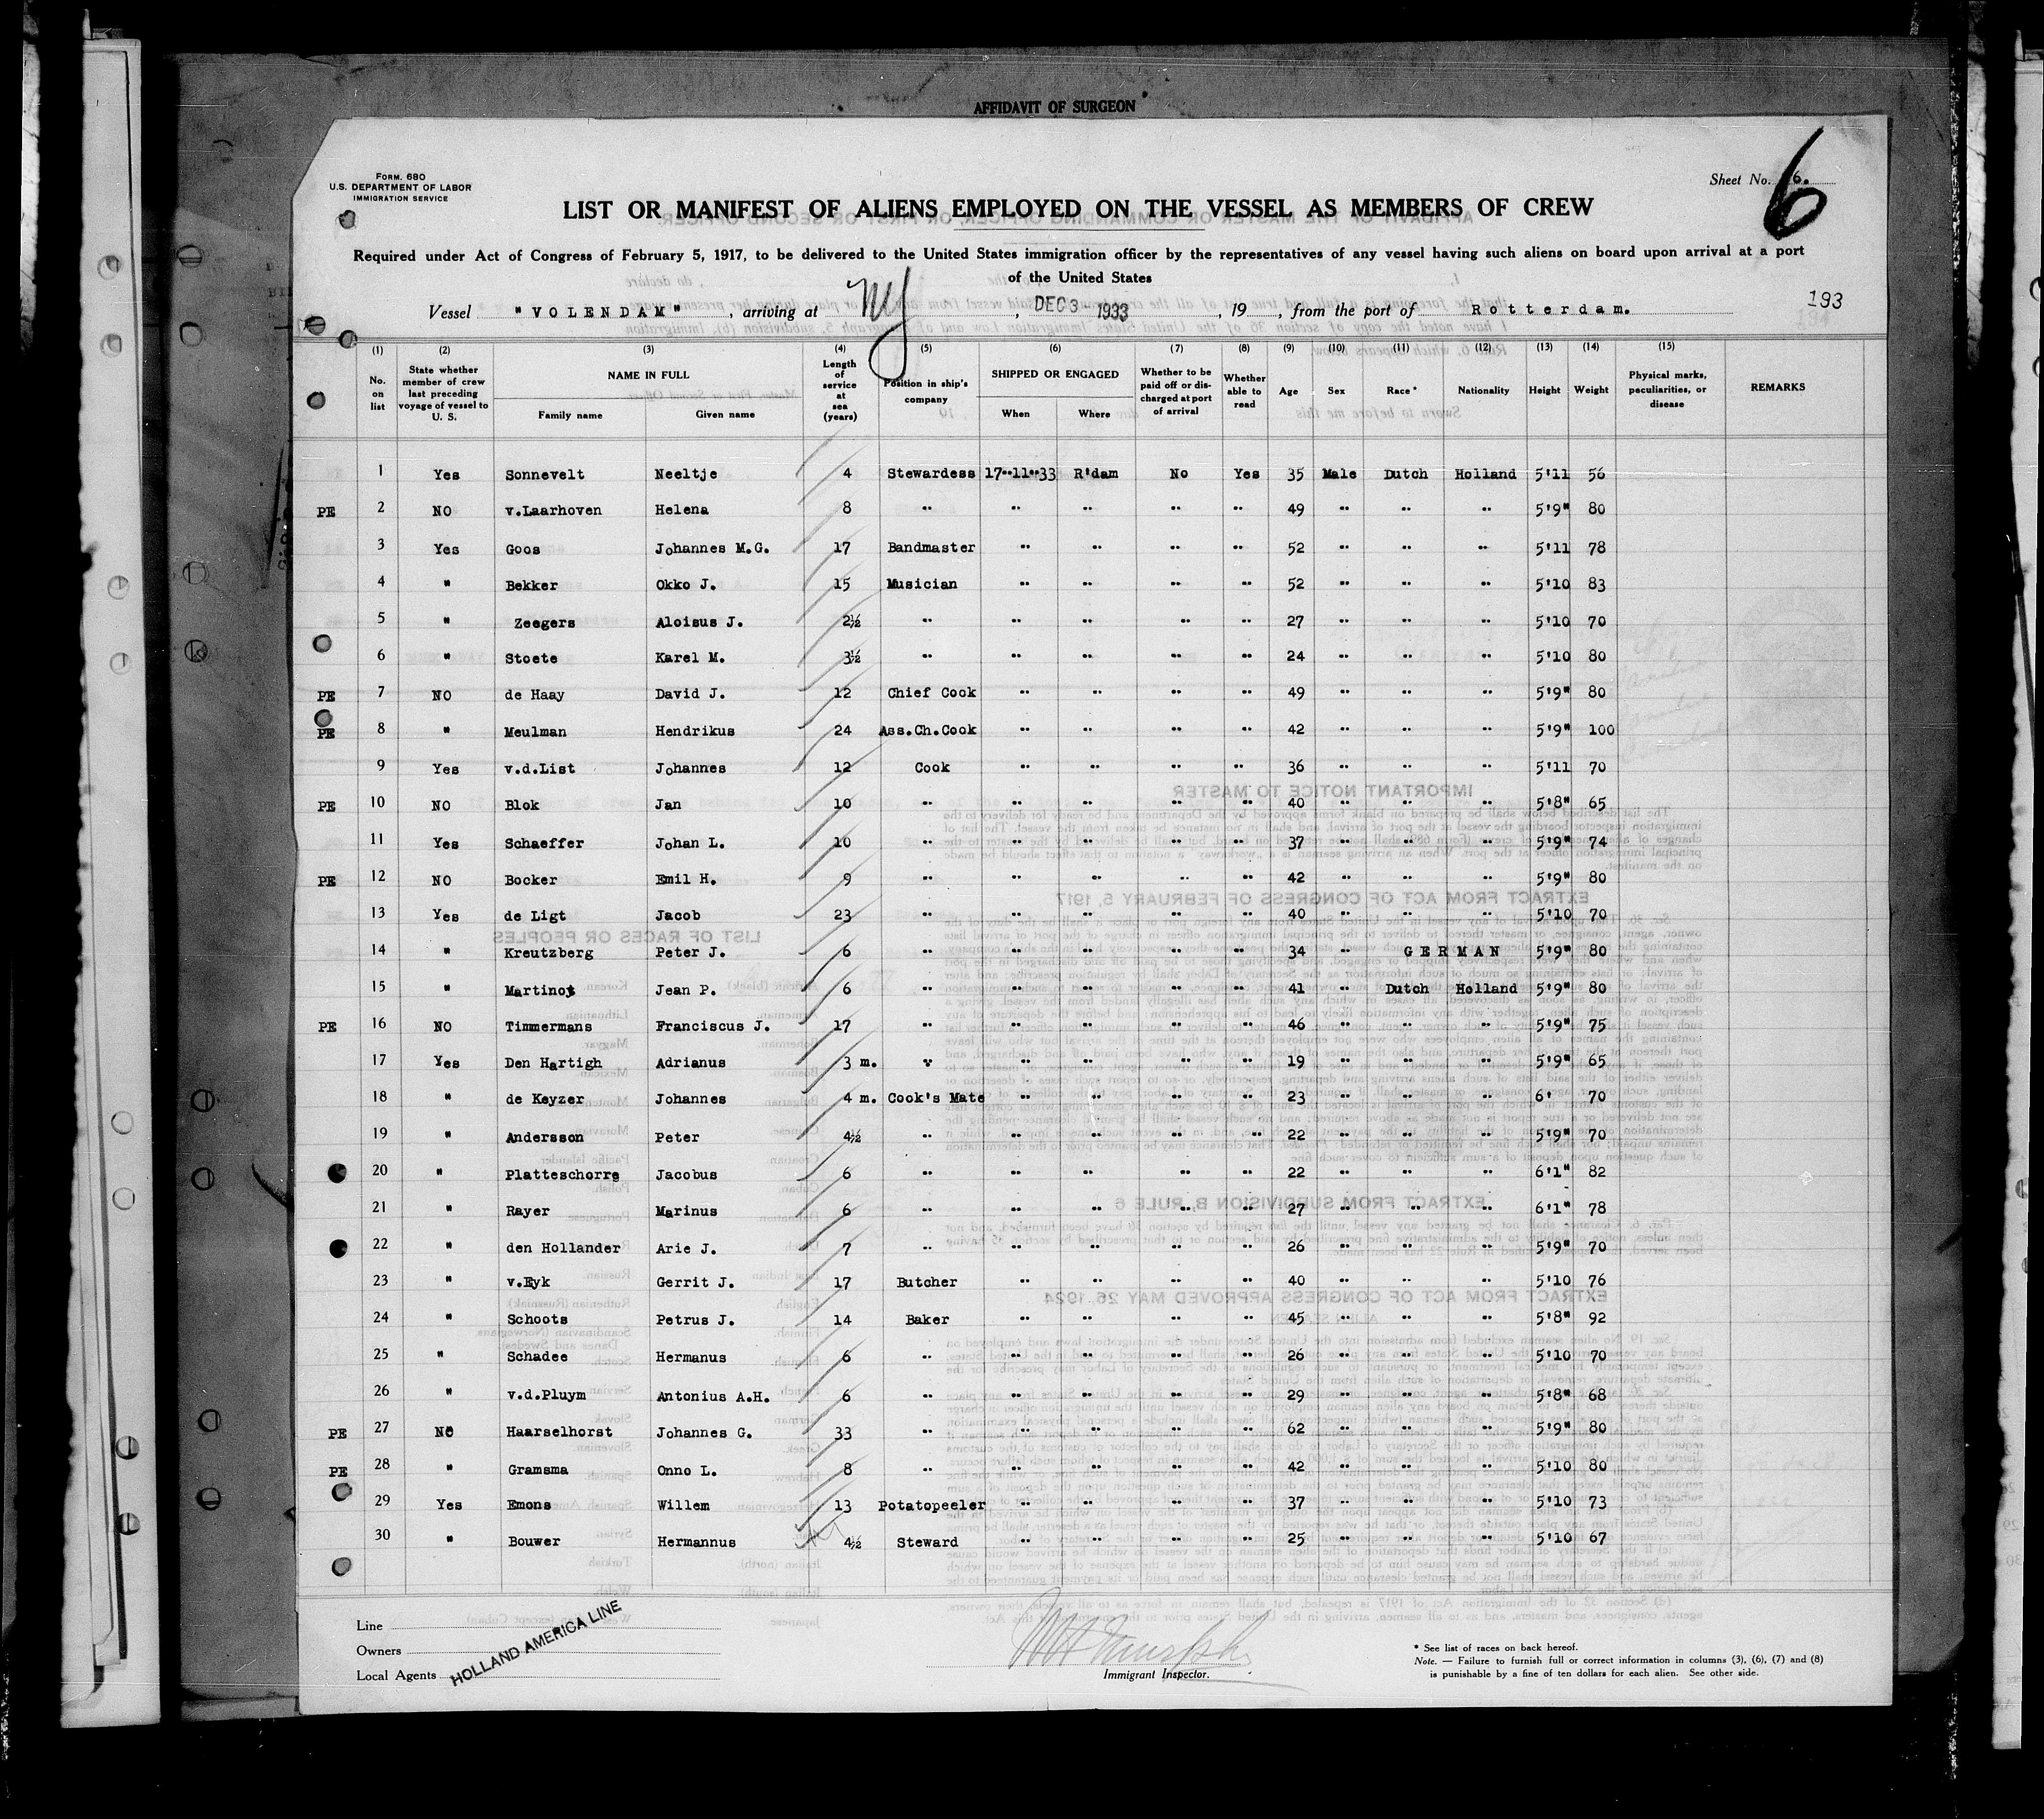 AFFIDAVIT OF SURGEON
6
FORM. 680
U.S. DEPARTMENT OF LABOR
IMMIGRATION SERVICE
Sheet No. 6.
LIST OR MANIFEST OF ALIENS EMPLOYED ON THE VESSEL AS MEMBERS OF CREW
Required under Act of Congress of February 5, 1917, to be delivered to the United States immigration officer by the representatives of any vessel having such aliens on board upon arrival at a port
of the United States
Vessel "VOLENDAM", arriving at NY, DEC 3 - 1933, 19, from the port of Rotterdam. 193
(1) (2) (3) (4) (5) (6) (7) (8) (9) (10) (11) (12) (13) (14) (15)
No. on list State whether member of crew last preceding voyage of vessel to U. S. NAME IN FULL Family name Given name Length of service at sea (years) Position in ship's company SHIPPED OR ENGAGED When Where Whether to be paid off or discharged at port of arrival Whether able to read Age Sex Race* Nationality Height Weight Physical marks, peculiarities, or disease REMARKS
1 Yes Sonnevelt Neeltje 4 Stewardess 17-11-33 R'dam No Yes 35 Male Dutch Holland 5'11 56
PE 2 NO v.Laarhoven Helena 8 " " " " " 49 " " " 5'9" 80
3 Yes Goos Johannes M.G. 17 Bandmaster " " " " 52 " " " 5'11 78
4 " Bekker Okko J. 15 Musician " " " " 52 " " " 5'10 83
5 " Zeegers Aloisus J. 2½ " " " " " 27 " " " 5'10 70
6 " Stoete Karel M. 3½ " " " " " 24 " " " 5'10 80
PE 7 NO de Haay David J. 12 Chief Cook " " " " 49 " " " 5'9" 80
PE 8 " Meulman Hendrikus 24 Ass.Ch.Cook " " " " 42 " " " 5'9" 100
9 Yes v.d.List Johannes 12 Cook " " " " 36 " " " 5'11 70
PE 10 NO Blok Jan 10 " " " " " 40 " " " 5'8" 65
11 Yes Schaeffer Johan L. 10 " " " " " 37 " " " 5'9" 74
PE 12 NO Bocker Emil H. 9 " " " " " 42 " " " 5'9" 80
13 Yes de Ligt Jacob 23 " " " " " 40 " " " 5'10 70
14 " Kreutzberg Peter J. 6 " " " " " 34 " GERMAN 5'9" 80
15 " Martinot Jean P. 6 " " " " " 41 " Dutch Holland 5'9" 80
PE 16 NO Timmermans Franciscus J. 17 " " " " " 46 " " " 5'9" 75
17 Yes Den Hartigh Adrianus 3 m. " " " " " 19 " " " 5'9" 65
18 " de Keyzer Johannes 4 m. Cook's Mate " " " " 23 " " " 6' 70
19 " Andersson Peter 4½ " " " " " 22 " " " 5'9" 70
20 " Platteschorre Jacobus 6 " " " " " 22 " " " 6'1" 82
21 " Rayer Marinus 6 " " " " " 27 " " " 6'1" 78
22 " den Hollander Arie J. 7 " " " " " 26 " " " 5'9" 70
23 " v.Eyk Gerrit J. 17 Butcher " " " " 40 " " " 5'10 76
24 " Schoots Petrus J. 14 Baker " " " " 45 " " " 5'8" 92
25 " Schadee Hermanus 6 " " " " " 26 " " " 5'10 70
26 " v.d.Pluym Antonius A.H. 6 " " " " " 29 " " " 5'8" 68
PE 27 NO Haarselhorst Johannes G. 33 " " " " " 62 " " " 5'9" 80
PE 28 " Gramsma Onno L. 8 " " " " " 42 " " " 5'10 80
29 Yes Emons Willem 13 Potatopeeler " " " " 37 " " " 5'10 73
30 " Bouwer Hermannus 4½ Steward " " " " 25 " " " 5'10 67
Line
Owners
Local Agents HOLLAND AMERICA LINE
Immigrant Inspector.
* See list of races on back hereof.
Note. — Failure to furnish full or correct information in columns (3), (6), (7) and (8)
is punishable by a fine of ten dollars for each alien. See other side.